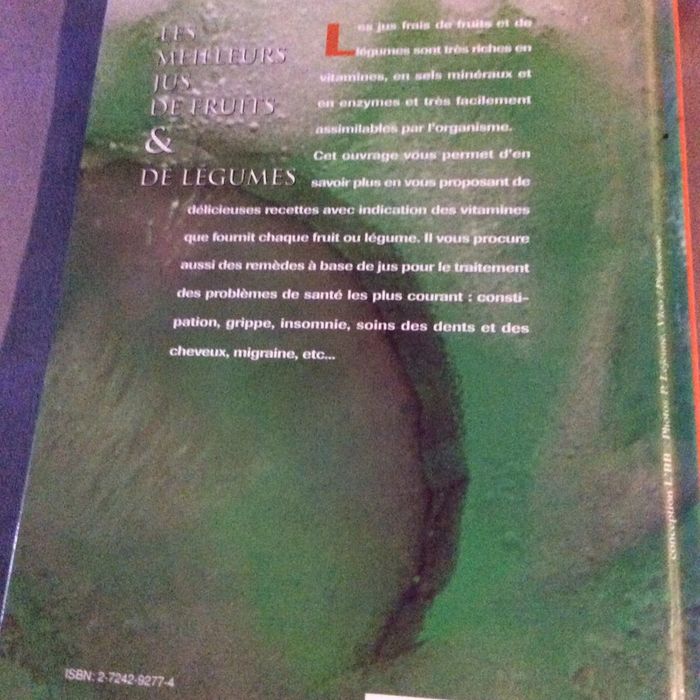 LES
MEILLEURS
JUS
DE FRUITS
&
DE LÉGUMES
Les jus frais de fruits et de
légumes sont très riches en
vitamines, en sels minéraux et
en enzymes et très facilement
assimilables par l'organisme.
Cet ouvrage vous permet d'en
savoir plus en vous proposant de
délicieuses recettes avec indication des vitamines
que fournit chaque fruit ou légume. Il vous procure
aussi des remèdes à base de jus pour le traitement
des problèmes de santé les plus courant : consti-
pation, grippe, insomnie, soins des dents et des
cheveux, migraine, etc...
ISBN: 2-7242-9277-4
conception L'BB Photos P. Lejeune